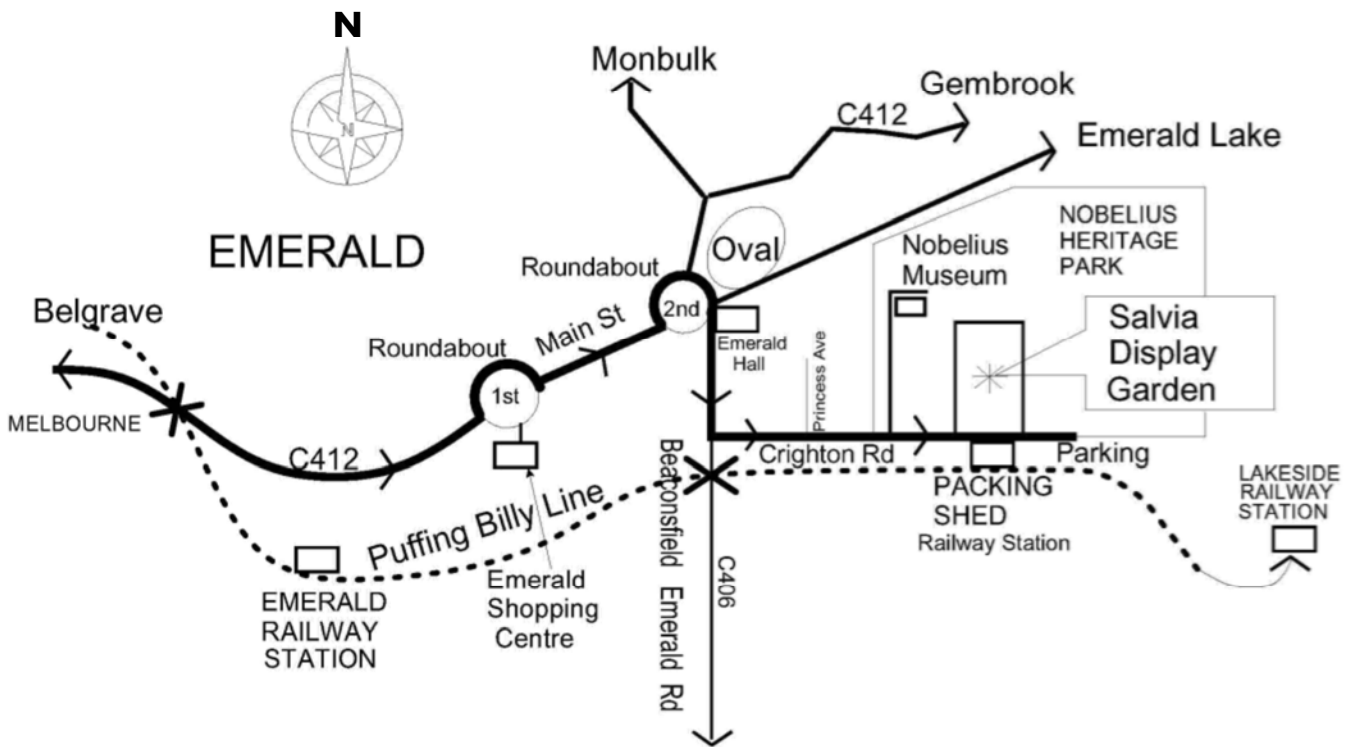 N
N
Monbulk
Gembrook
C412
Emerald Lake
EMERALD
Roundabout
Oval
Nobelius
Museum
NOBELIUS
HERITAGE
PARK
Belgrave
Roundabout
Main St
2nd
Emerald
Hall
Princess Ave
Salvia
Display
Garden
1st
MELBOURNE
C412
Crighton Rd
Parking
Puffing Billy Line
Beaconsfield Emerald Rd
C406
PACKING
SHED
Railway Station
LAKESIDE
RAILWAY
STATION
EMERALD
RAILWAY
STATION
Emerald
Shopping
Centre